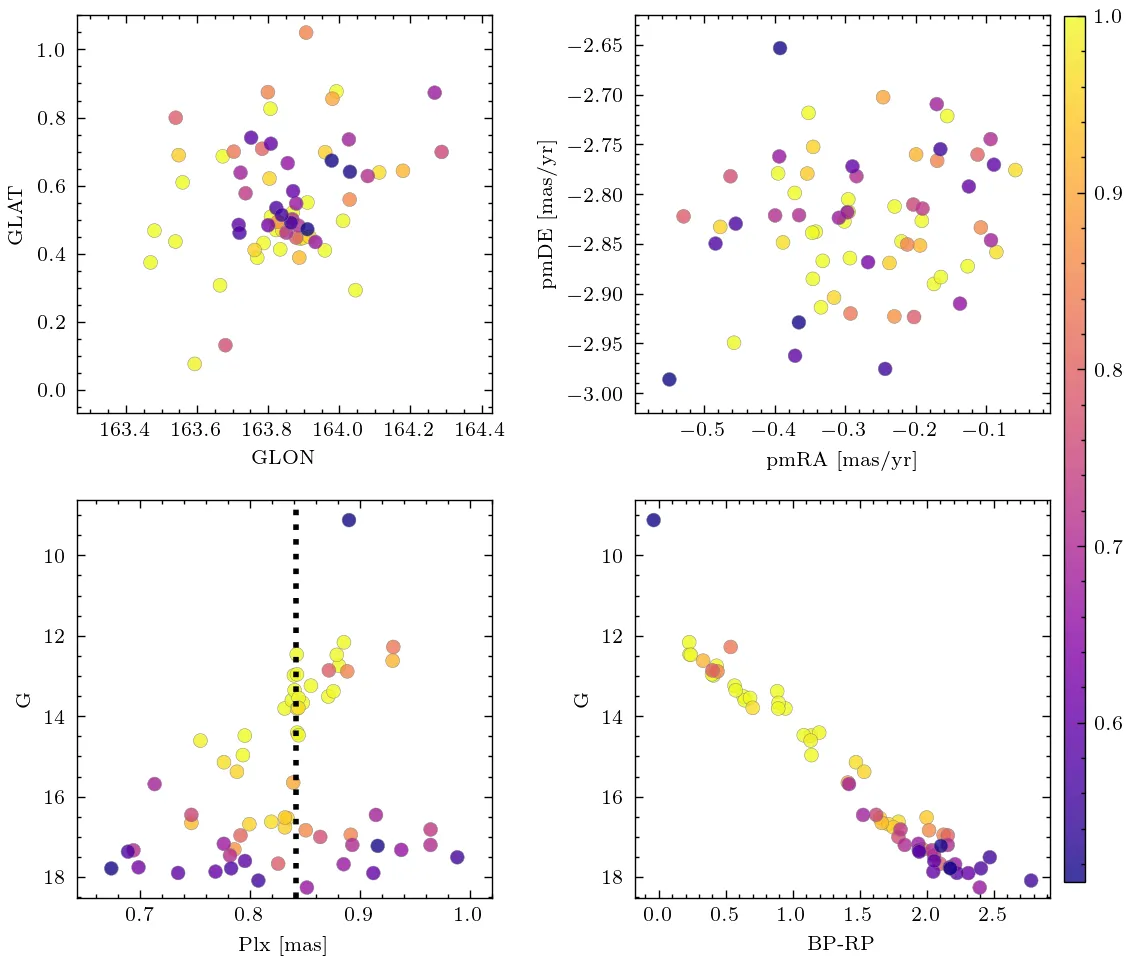 GLAT
1.0
0.8
0.6
0.4
0.2
0.0
163.4 163.6 163.8 164.0 164.2 164.4
GLON
pmDE [mas/yr]
−2.65
−2.70
−2.75
−2.80
−2.85
−2.90
−2.95
−3.00
−0.5 −0.4 −0.3 −0.2 −0.1
pmRA [mas/yr]
1.0
0.9
0.8
0.7
0.6
G
10
12
14
16
18
0.7 0.8 0.9 1.0
Plx [mas]
G
10
12
14
16
18
0.0 0.5 1.0 1.5 2.0 2.5
BP-RP